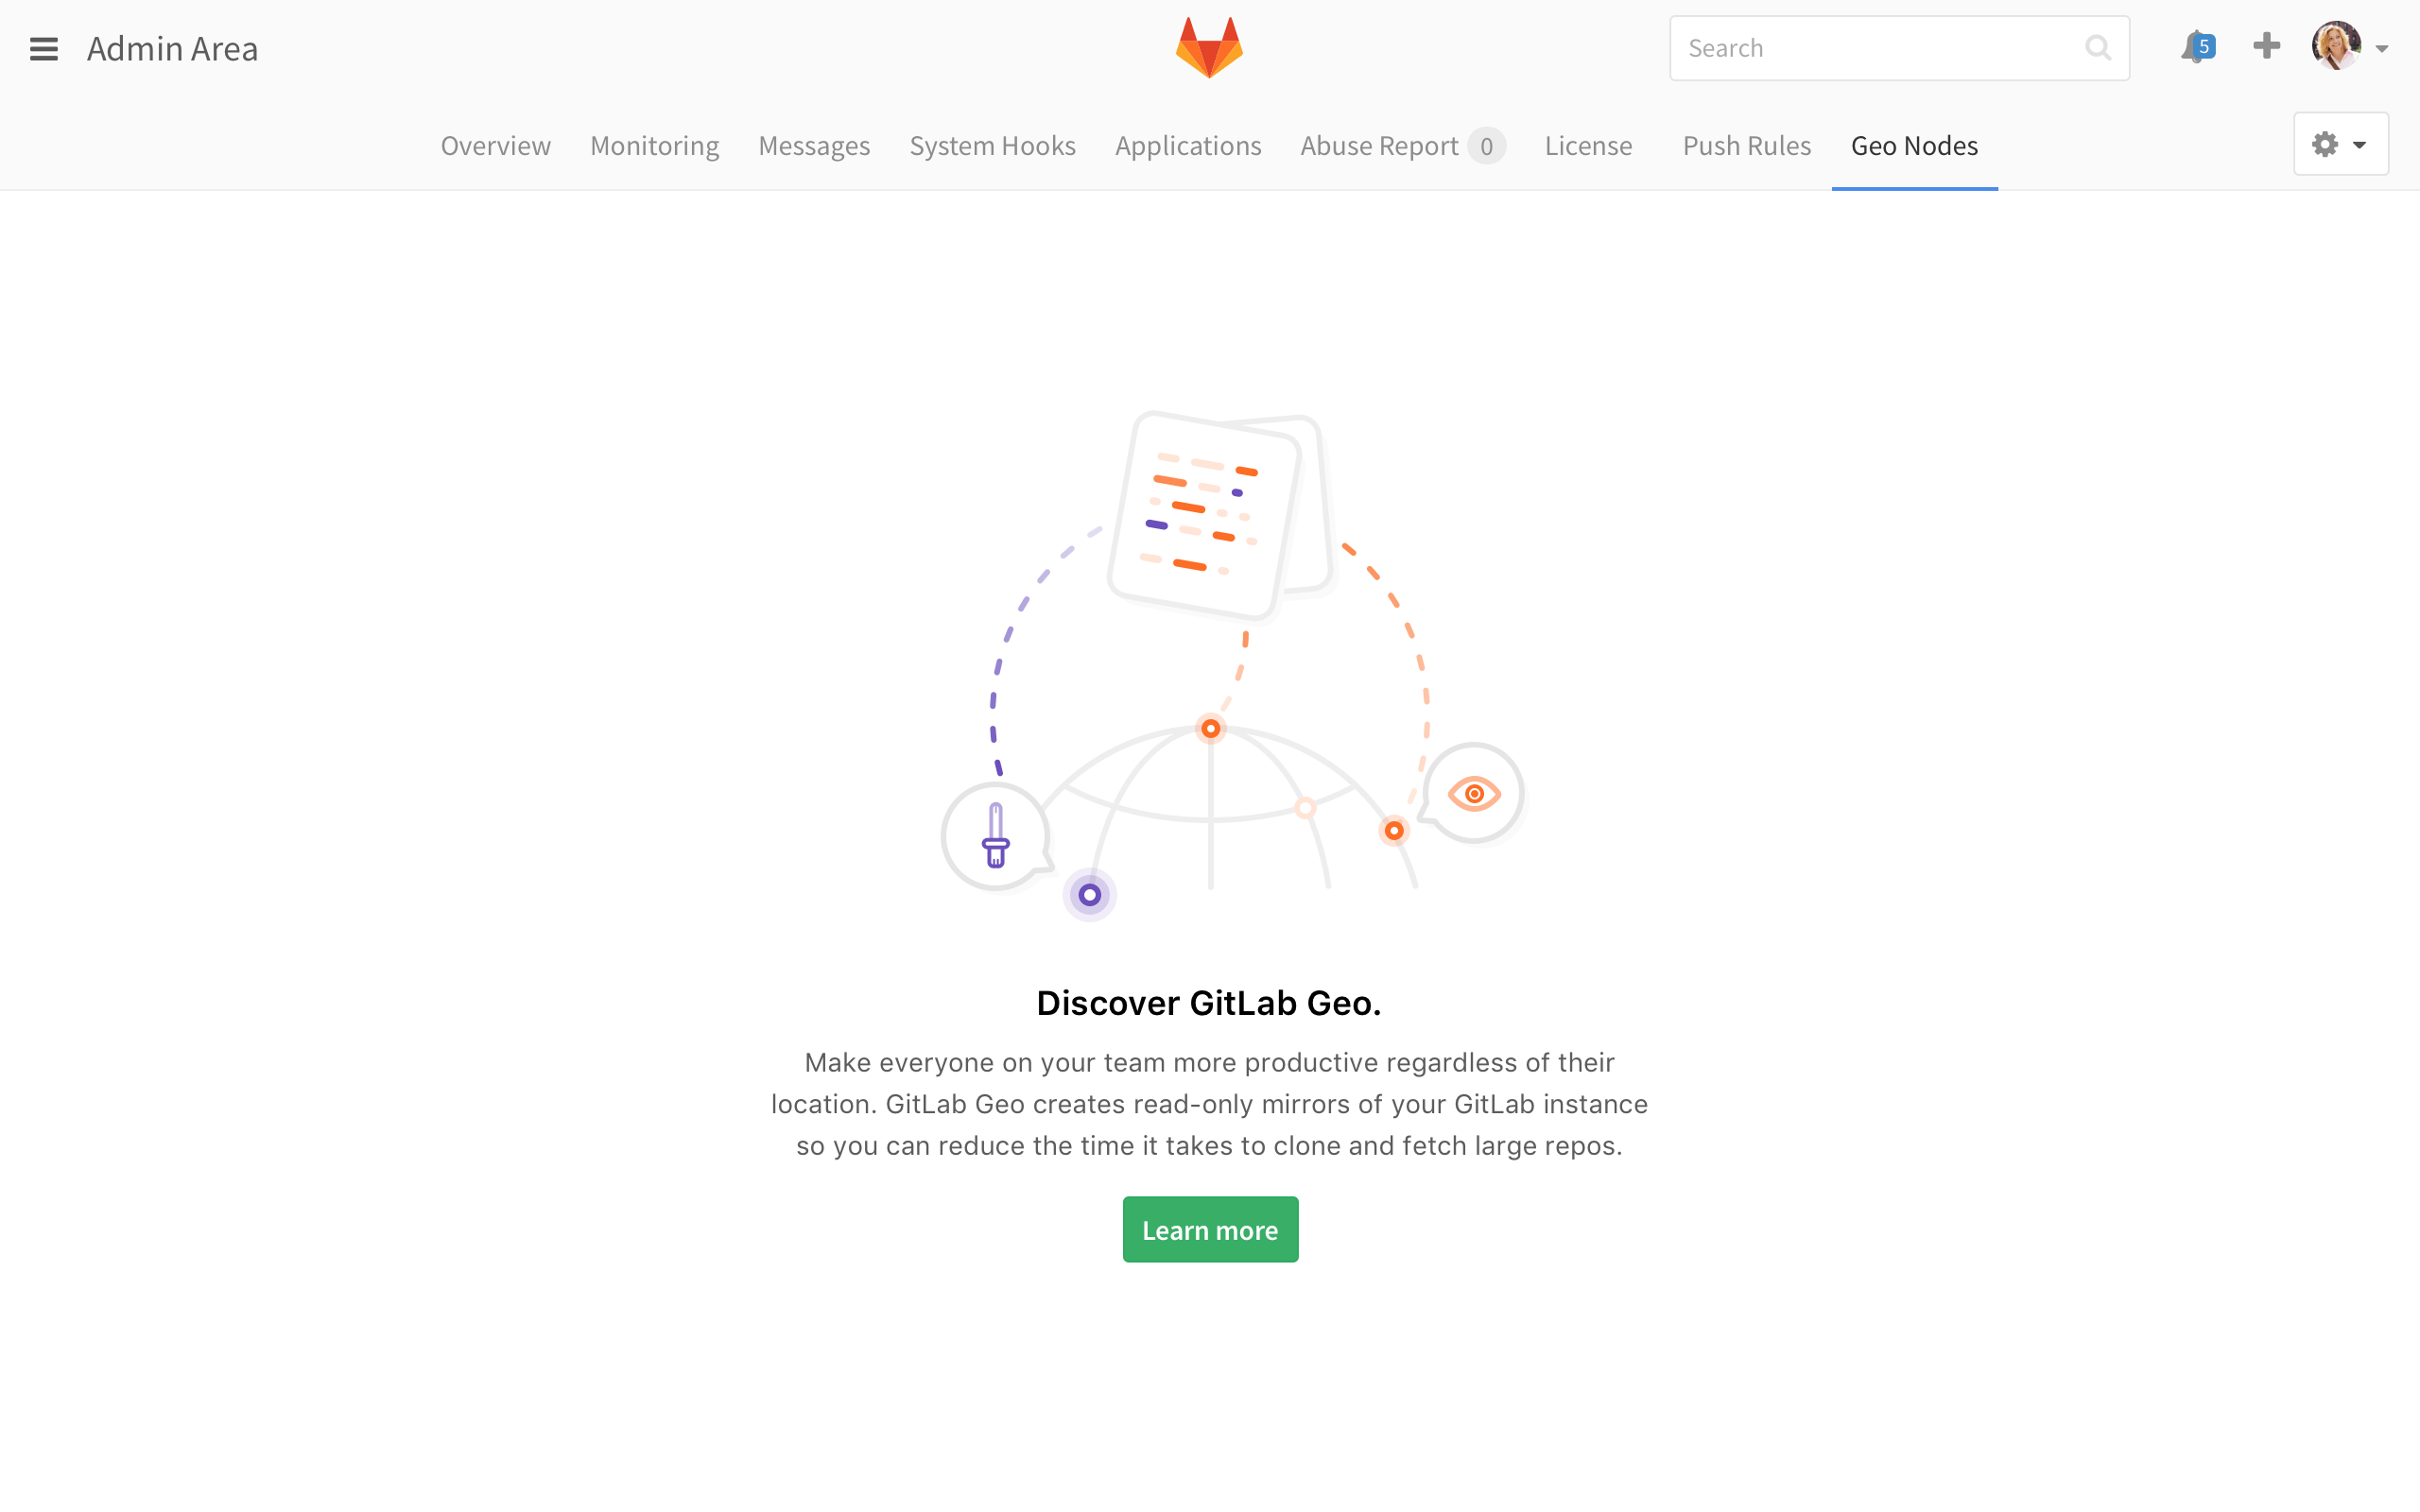 Admin Area
Search
5
Overview
Monitoring
Messages
System Hooks
Applications
Abuse Report 0
License
Push Rules
Geo Nodes
Discover GitLab Geo.
Make everyone on your team more productive regardless of their
location. GitLab Geo creates read-only mirrors of your GitLab instance
so you can reduce the time it takes to clone and fetch large repos.
Learn more